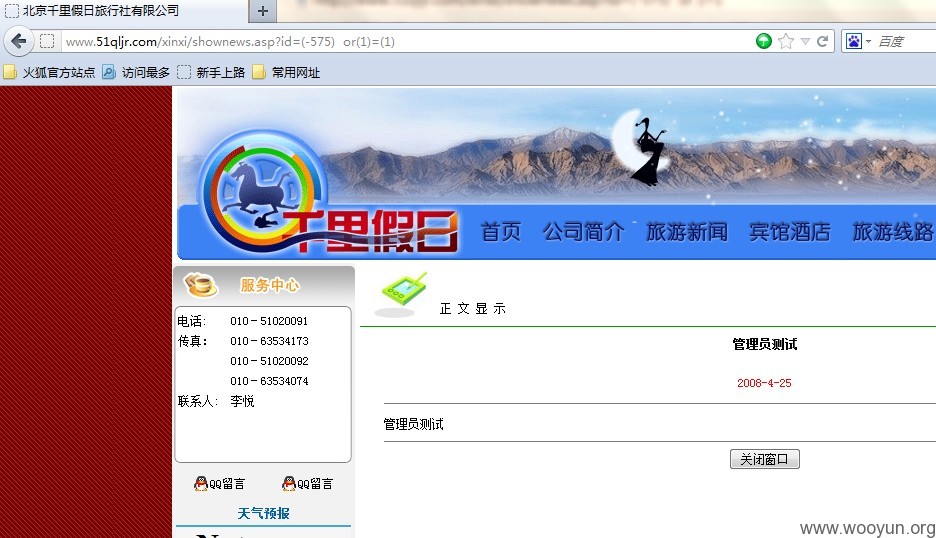 北京千里假日旅行社有限公司
www.51qljr.com/xinxi/shownews.asp?id=(-575) or(1)=(1)
百度
火狐官方站点 访问最多 新手上路 常用网址
千里假日
首页 公司简介 旅游新闻 宾馆酒店 旅游线路
服务中心
正文显示
电话: 010-51020091
传真: 010-63534173
010-51020092
010-63534074
联系人: 李悦
管理员测试
2008-4-25
管理员测试
关闭窗口
QQ留言 QQ留言
天气预报
www.wooyun.org